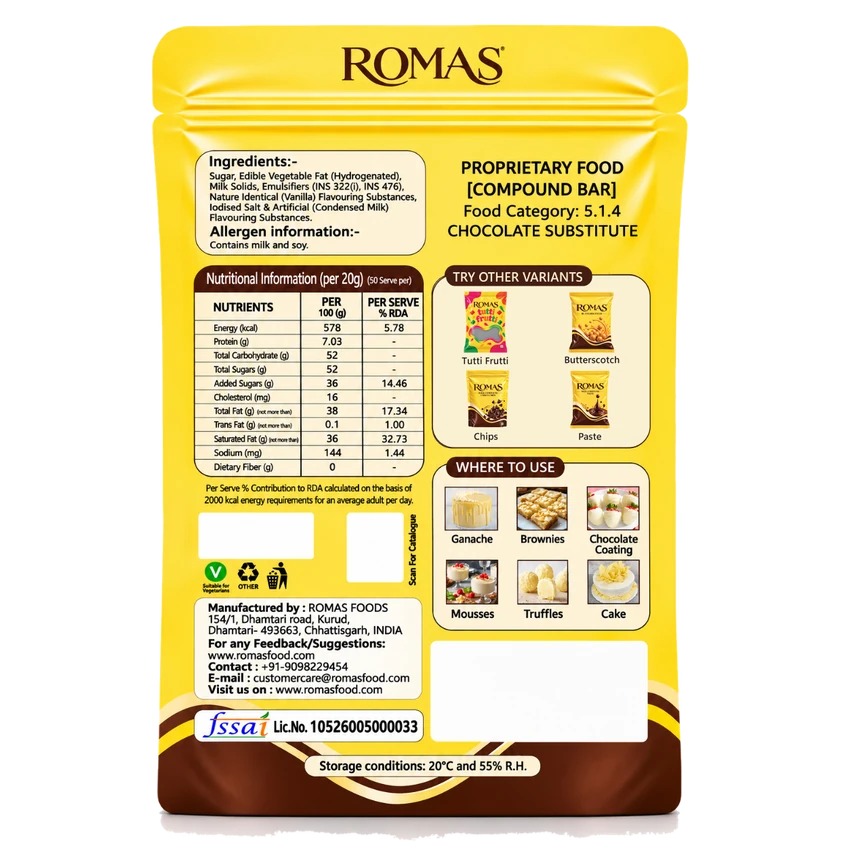 ROMAS®
Ingredients:-
Sugar, Edible Vegetable Fat (Hydrogenated),
Milk Solids, Emulsifiers (INS 322(i), INS 476),
Nature Identical (Vanilla) Flavouring Substances,
Iodised Salt & Artificial (Condensed Milk)
Flavouring Substances.
Allergen information:-
Contains milk and soy.
PROPRIETARY FOOD
[COMPOUND BAR]
Food Category: 5.1.4
CHOCOLATE SUBSTITUTE
Nutritional Information (per 20g) (50 Serve per)
NUTRIENTS PER 100 (g) PER SERVE % RDA
Energy (kcal) 578 5.78
Protein (g) 7.03 -
Total Carbohydrate (g) 52 -
Total Sugars (g) 52 -
Added Sugars (g) 36 14.46
Cholesterol (mg) 16 -
Total Fat (g) (not more than) 38 17.34
Trans Fat (g) (not more than) 0.1 1.00
Saturated Fat (g) (not more than) 36 32.73
Sodium (mg) 144 1.44
Dietary Fiber (g) 0 -
Per Serve % Contribution to RDA calculated on the basis of
2000 kcal energy requirements for an average adult per day.
TRY OTHER VARIANTS
ROMAS
tutti
frutti
Tutti Frutti
ROMAS
Butterscotch
ROMAS
Chips
ROMAS
Paste
WHERE TO USE
Ganache
Brownies
Chocolate
Coating
Mousses
Truffles
Cake
Scan For Catalogue
V
Suitable for
Vegetarians
OTHER
Manufactured by : ROMAS FOODS
154/1, Dhamtari road, Kurud,
Dhamtari- 493663, Chhattisgarh, INDIA
For any Feedback/Suggestions:
www.romasfood.com
Contact : +91-9098229454
E-mail : customercare@romasfood.com
Visit us on : www.romasfood.com
fssai Lic.No. 10526005000033
Storage conditions: 20°C and 55% R.H.